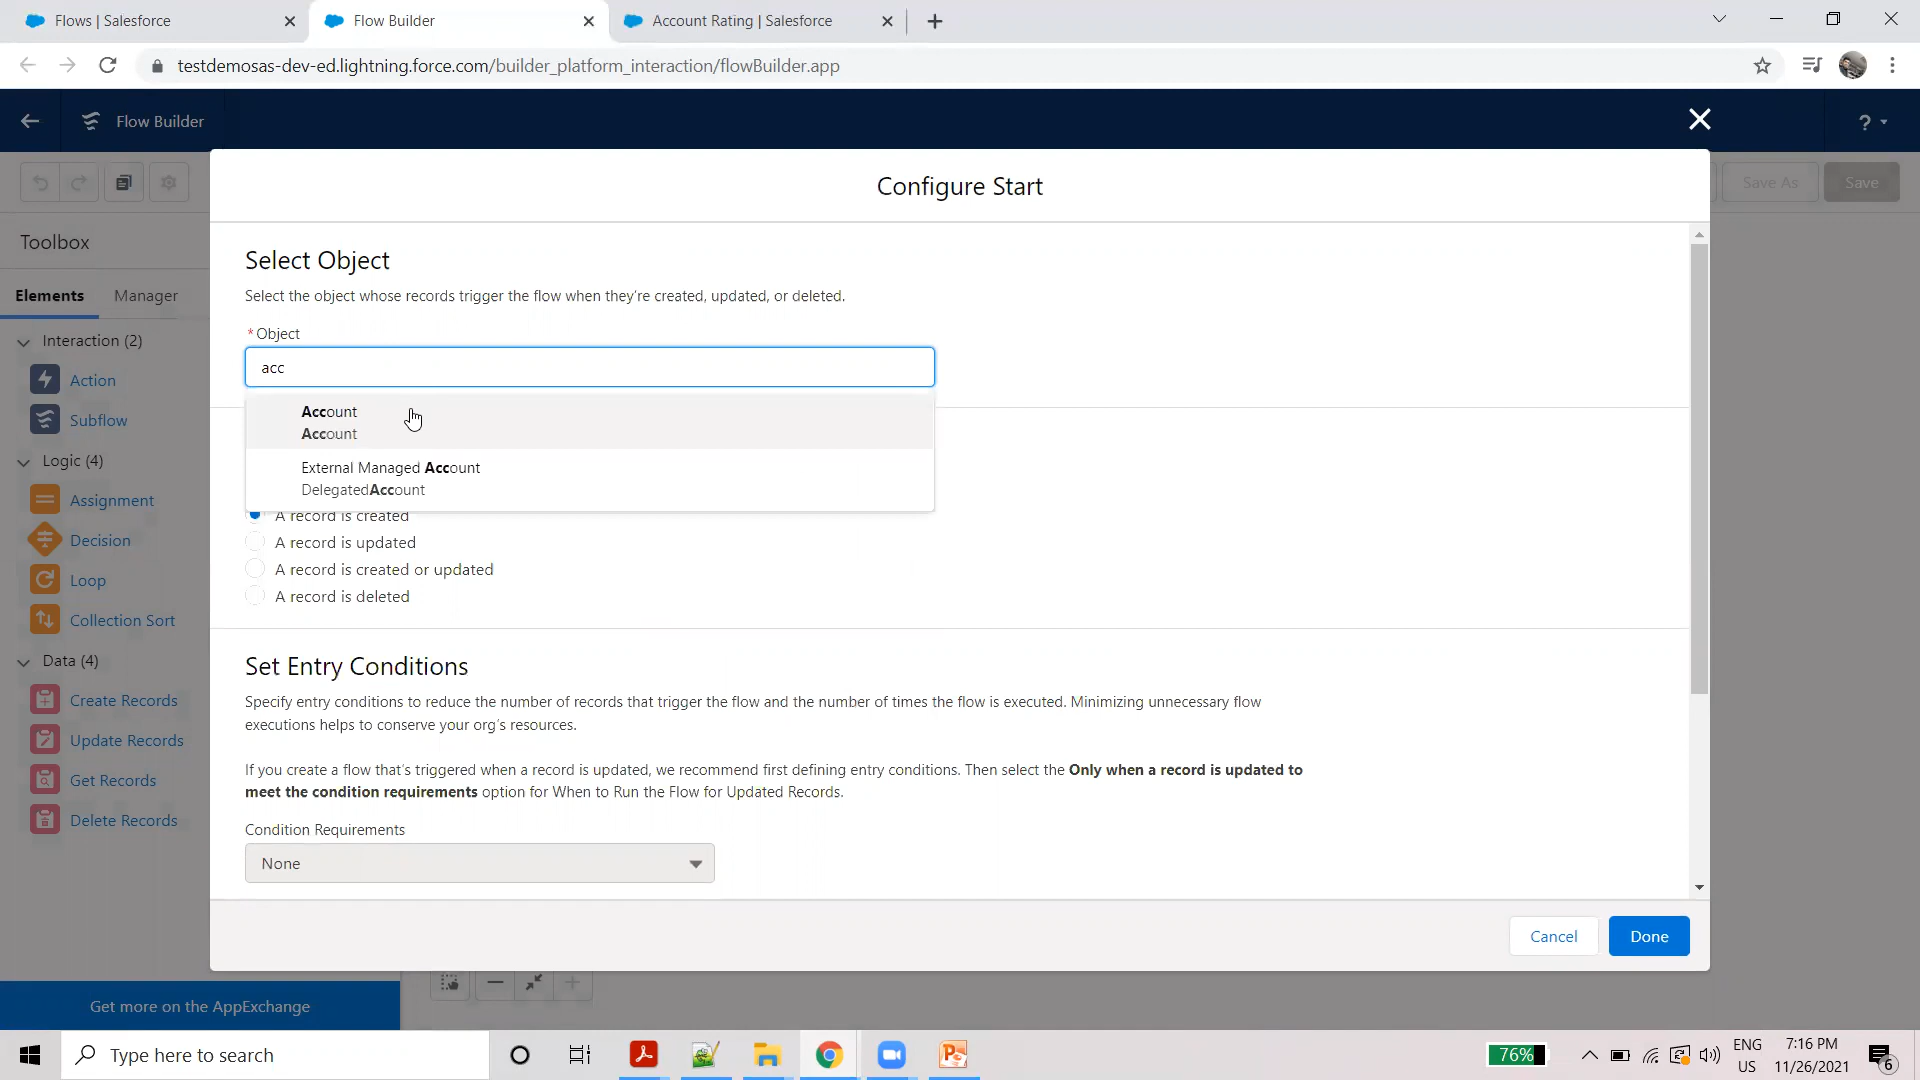 Flows | Salesforce
Flow Builder
Account Rating | Salesforce
testdemosas-dev-ed.lightning.force.com/builder_platform_interaction/flowBuilder.app
Flow Builder
?
Save As
Save
Configure Start
Toolbox
Elements
Manager
Interaction (2)
Action
Subflow
Logic (4)
Assignment
Decision
Loop
Collection Sort
Data (4)
Create Records
Update Records
Get Records
Delete Records
Get more on the AppExchange
Select Object
Select the object whose records trigger the flow when they're created, updated, or deleted.
* Object
acc
Account
Account
External Managed Account
DelegatedAccount
A record is created
A record is updated
A record is created or updated
A record is deleted
Set Entry Conditions
Specify entry conditions to reduce the number of records that trigger the flow and the number of times the flow is executed. Minimizing unnecessary flow
executions helps to conserve your org's resources.
If you create a flow that's triggered when a record is updated, we recommend first defining entry conditions. Then select the Only when a record is updated to
meet the condition requirements option for When to Run the Flow for Updated Records.
Condition Requirements
None
Cancel
Done
Type here to search
76%
ENG
US
7:16 PM
11/26/2021
6